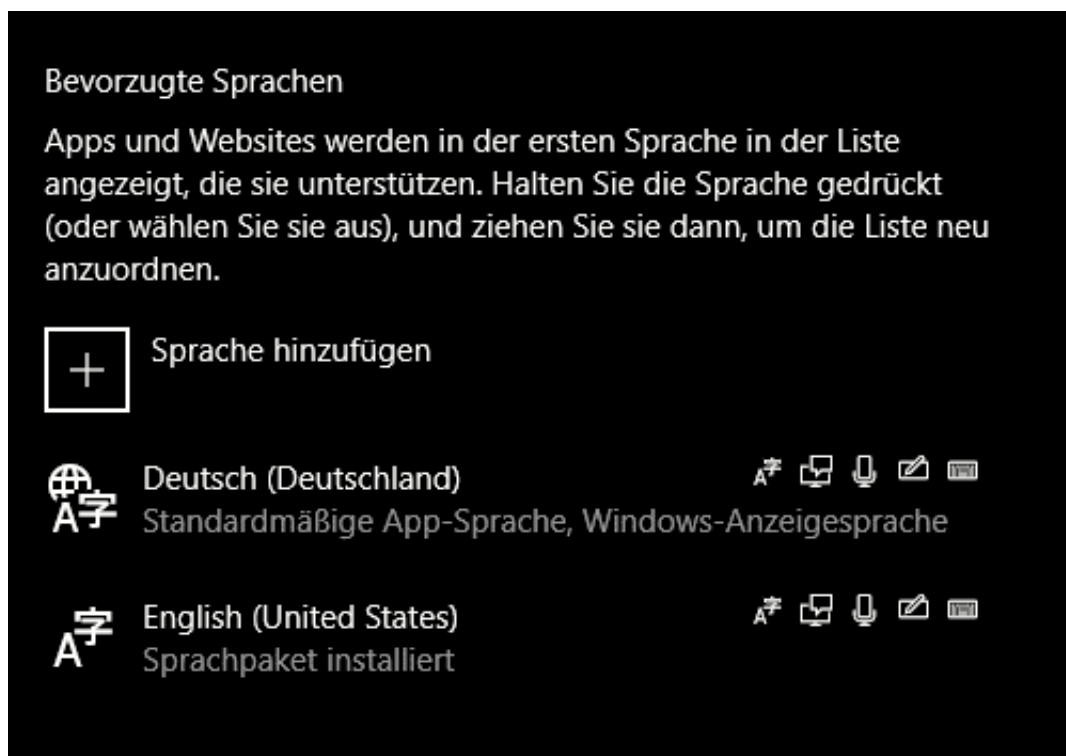 Bevorzugte Sprachen
Apps und Websites werden in der ersten Sprache in der Liste
angezeigt, die sie unterstützen. Halten Sie die Sprache gedrückt
(oder wählen Sie sie aus), und ziehen Sie sie dann, um die Liste neu
anzuordnen.
Sprache hinzufügen
Deutsch (Deutschland)
Standardmäßige App-Sprache, Windows-Anzeigesprache
English (United States)
Sprachpaket installiert